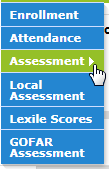 Enrollment
Attendance
Assessment
Local
Assessment
Lexile Scores
GOFAR
Assessment